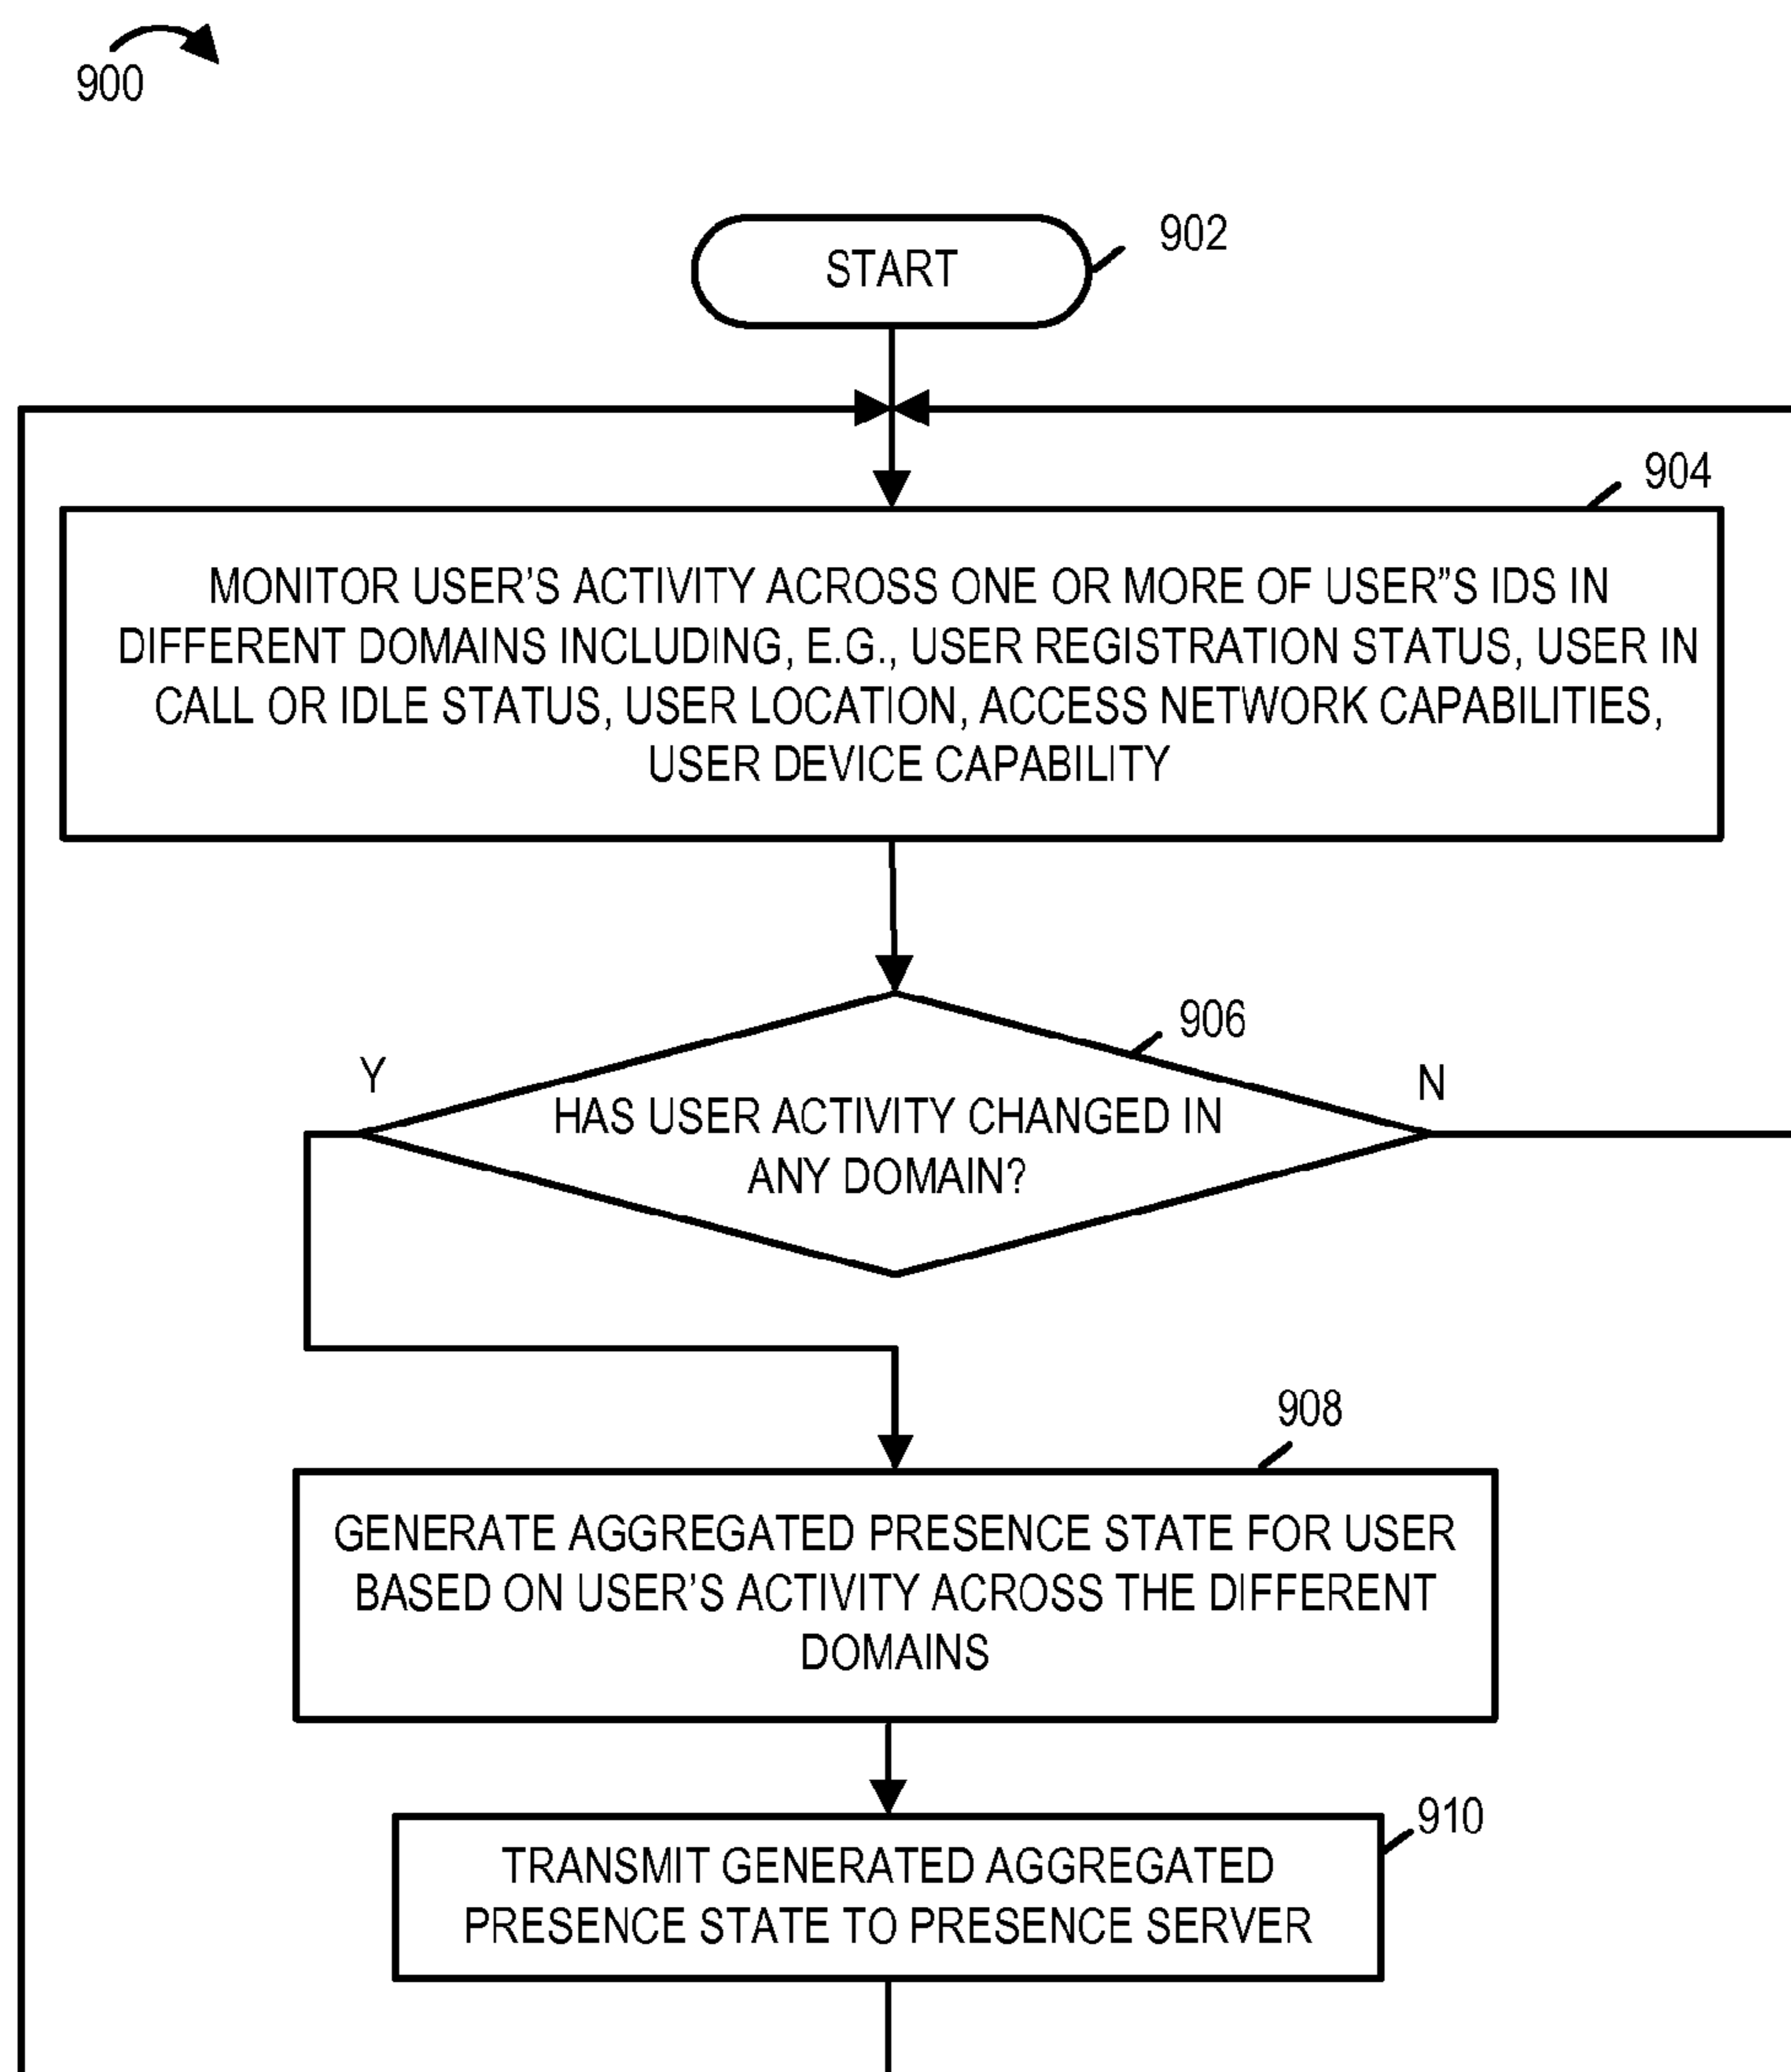 900
START
902
904
MONITOR USER’S ACTIVITY ACROSS ONE OR MORE OF USER”S IDS IN
DIFFERENT DOMAINS INCLUDING, E.G., USER REGISTRATION STATUS, USER IN
CALL OR IDLE STATUS, USER LOCATION, ACCESS NETWORK CAPABILITIES,
USER DEVICE CAPABILITY
906
Y
N
HAS USER ACTIVITY CHANGED IN
ANY DOMAIN?
908
GENERATE AGGREGATED PRESENCE STATE FOR USER
BASED ON USER’S ACTIVITY ACROSS THE DIFFERENT
DOMAINS
910
TRANSMIT GENERATED AGGREGATED
PRESENCE STATE TO PRESENCE SERVER